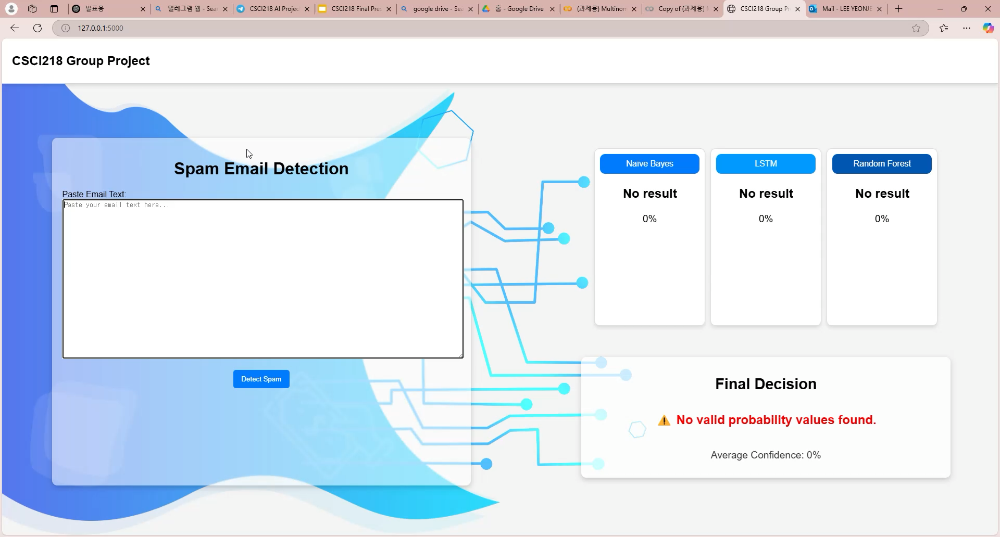 발표용
텔레그램 웹 - Sear
CSCI218 AI Projec
CSCI218 Final Pres
google drive - Sea
홈 - Google Drive
(과제용) Multinom
Copy of (과제용) M
CSCI218 Group Pr
Mail - LEE YEONJE
127.0.0.1:5000
CSCI218 Group Project
Spam Email Detection
Paste Email Text:
Paste your email text here...
Detect Spam
Naïve Bayes
No result
0%
LSTM
No result
0%
Random Forest
No result
0%
Final Decision
⚠ No valid probability values found.
Average Confidence: 0%